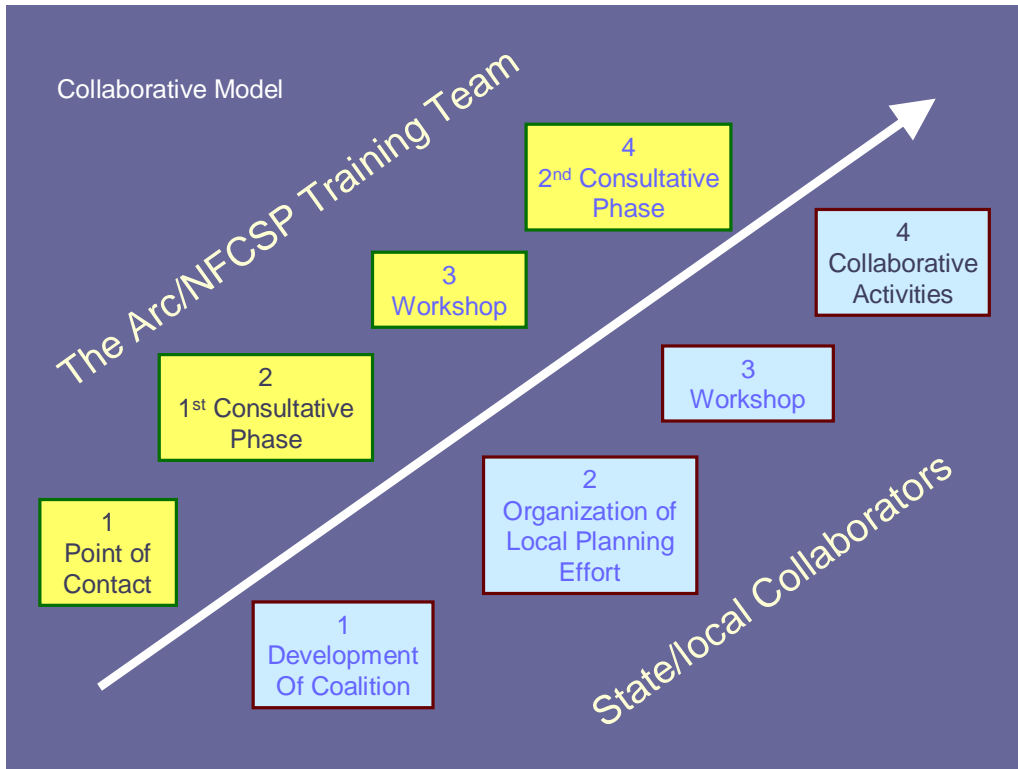 Collaborative Model
The Arc/NFCSP Training Team
1
Point of
Contact
2
1st Consultative
Phase
3
Workshop
4
2nd Consultative
Phase
State/local Collaborators
1
Development
Of Coalition
2
Organization of
Local Planning
Effort
3
Workshop
4
Collaborative
Activities